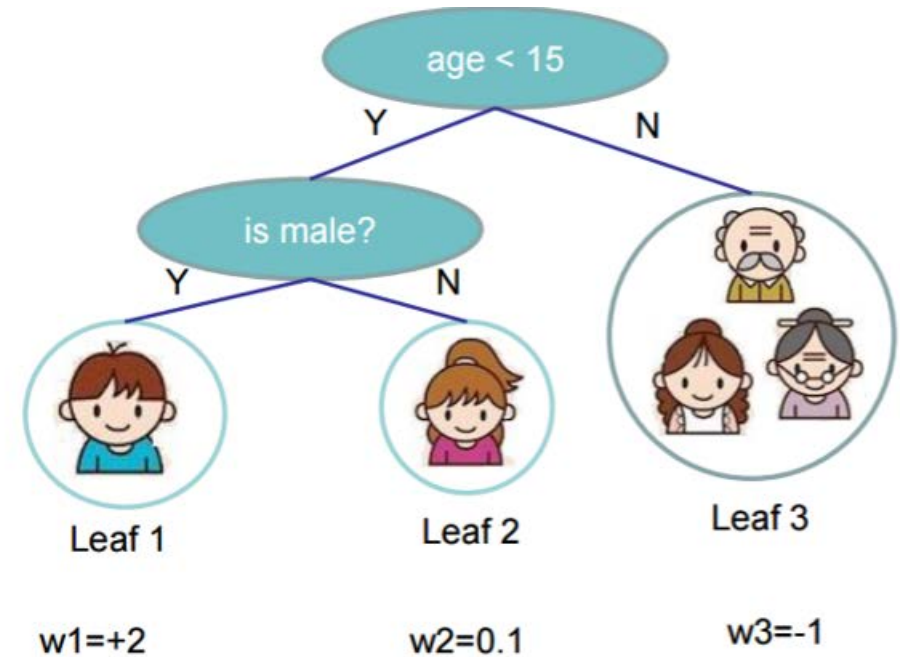 age < 15
Y
N
is male?
Y
N
Leaf 1
Leaf 2
Leaf 3
w1=+2
w2=0.1
w3=-1